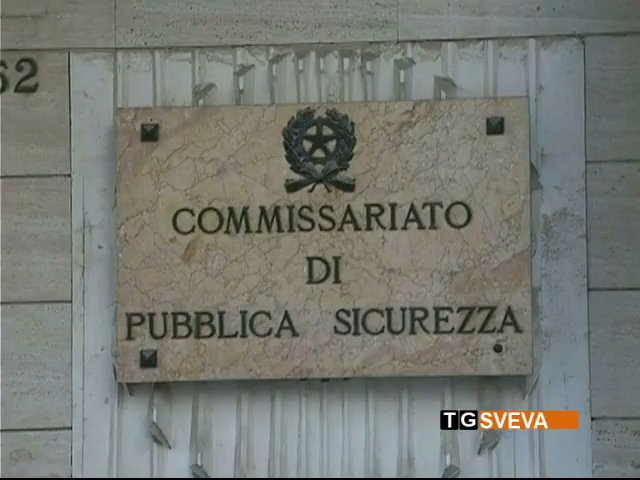 62
COMMISSARIATO
DI
PUBBLICA SICUREZZA
TGSVEVA